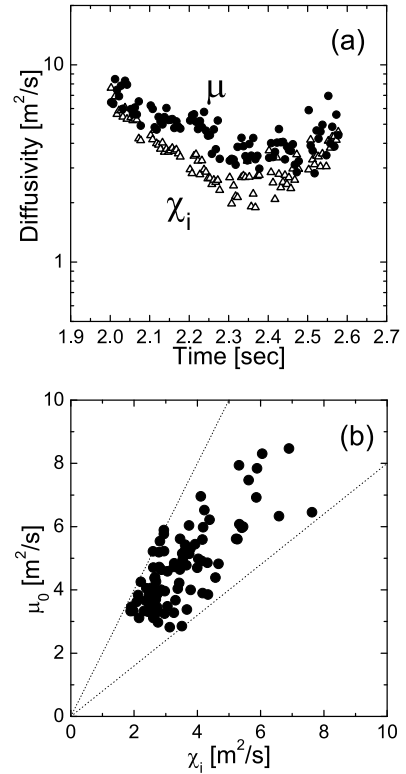 (a)
10
μ
χi
1
Diffusivity [m²/s]
1.9 2.0 2.1 2.2 2.3 2.4 2.5 2.6 2.7
Time [sec]
(b)
10
8
6
4
2
0
μ₀ [m²/s]
0 2 4 6 8 10
χi [m²/s]